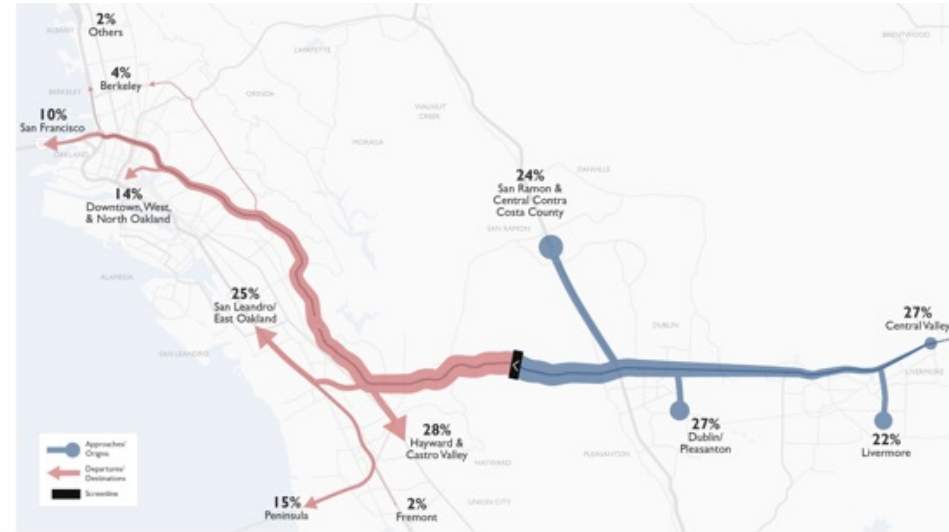 2%
Others
ALBANY
BRENTWOOD
LAFAYETTE
4%
Berkeley
BERKELEY
ORINDA
WALNUT
CREEK
10%
San Francisco
MORAGA
OAKLAND
24%
San Ramon &
Central Contra
Costa County
DANVILLE
14%
Downtown, West,
& North Oakland
SAN RAMON
ALAMEDA
25%
San Leandro/
East Oakland
27%
Central Valley
DUBLIN
SAN LEANDRO
LIVERMORE
28%
Hayward &
Castro Valley
27%
Dublin/
Pleasanton
22%
Livermore
Approaches/
Origins
Departures/
Destinations
Screenline
PLEASANTON
HAYWARD
15%
Peninsula
2%
Fremont
UNION CITY